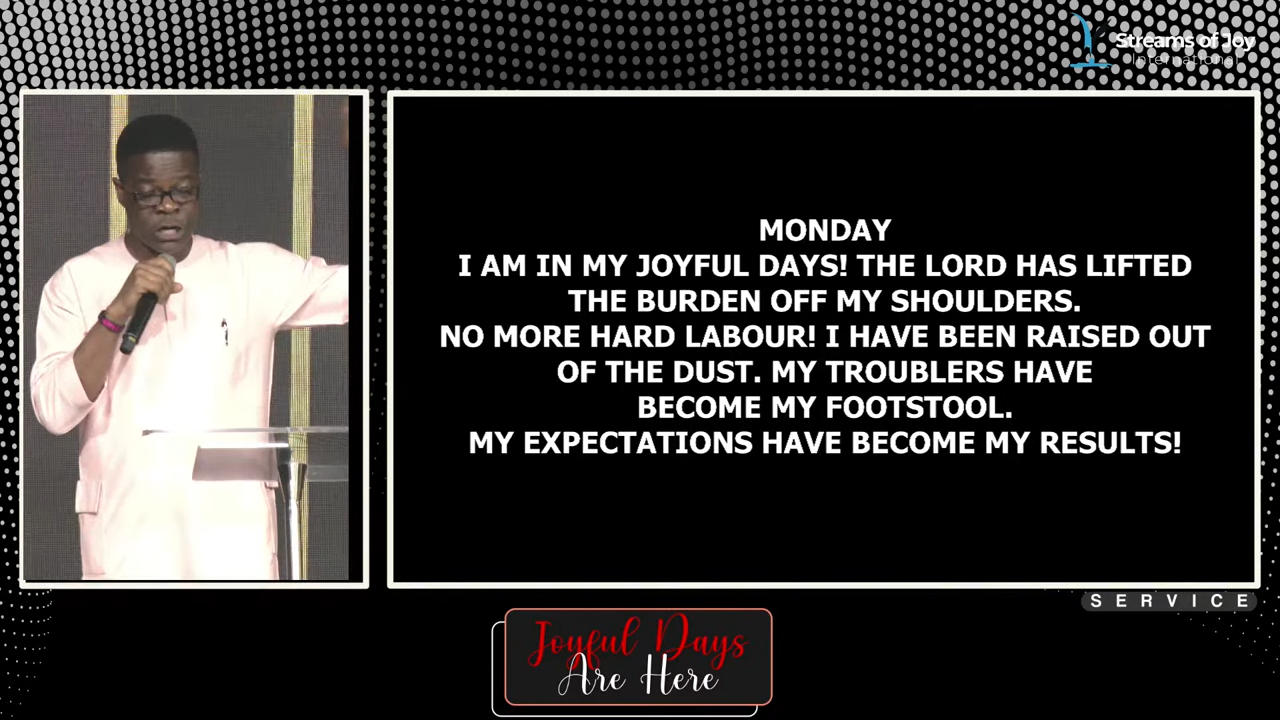 Streams of Joy
International
MONDAY
I AM IN MY JOYFUL DAYS! THE LORD HAS LIFTED
THE BURDEN OFF MY SHOULDERS.
NO MORE HARD LABOUR! I HAVE BEEN RAISED OUT
OF THE DUST. MY TROUBLERS HAVE
BECOME MY FOOTSTOOL.
MY EXPECTATIONS HAVE BECOME MY RESULTS!
SERVICE
Joyful Days
Are Here